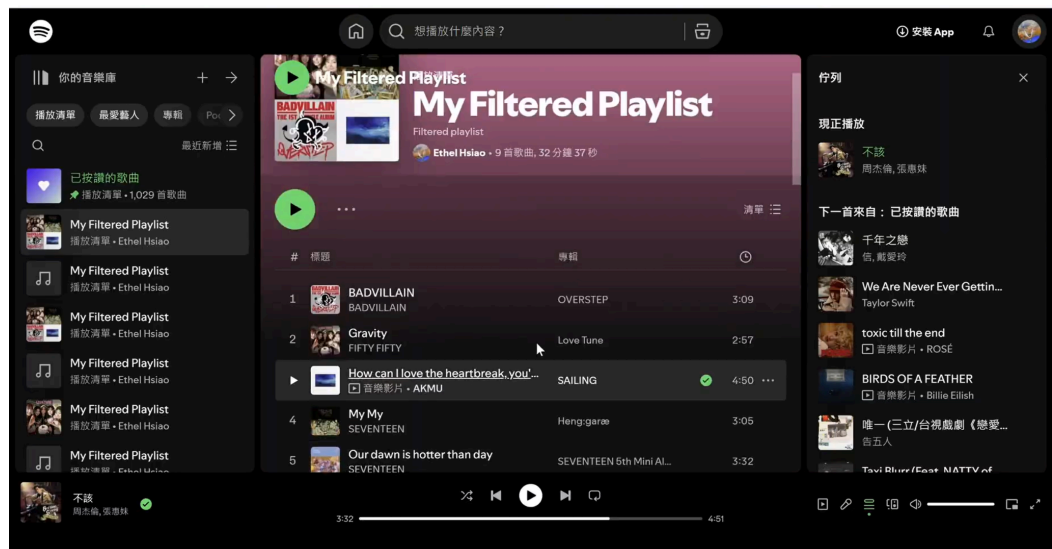 想播放什麼內容？
安裝 App
你的音樂庫
播放清單 最愛藝人 專輯
最近新增
已按讚的歌曲
播放清單 • 1,029 首歌曲
My Filtered Playlist
播放清單 • Ethel Hsiao
My Filtered Playlist
播放清單 • Ethel Hsiao
My Filtered Playlist
播放清單 • Ethel Hsiao
My Filtered Playlist
播放清單 • Ethel Hsiao
My Filtered Playlist
播放清單 • Ethel Hsiao
My Filtered Playlist
播放清單 • Ethel Hsiao
My Filtered Playlist
BADVILLAIN
My Filtered Playlist
Filtered playlist
Ethel Hsiao • 9 首歌曲, 32 分鐘 37 秒
清單
# 標題 專輯
1 BADVILLAIN OVERSTEP 3:09
BADVILLAIN
2 Gravity Love Tune 2:57
FIFTY FIFTY
How can I love the heartbreak, you'... SAILING 4:50
音樂影片 • AKMU
4 My My Heng:garæ 3:05
SEVENTEEN
5 Our dawn is hotter than day SEVENTEEN 5th Mini Al... 3:32
SEVENTEEN
佇列
現正播放
不該
周杰倫, 張惠妹
下一首來自： 已按讚的歌曲
千年之戀
信, 戴愛玲
We Are Never Ever Gettin...
Taylor Swift
toxic till the end
音樂影片 • ROSÉ
BIRDS OF A FEATHER
音樂影片 • Billie Eilish
唯一 (三立/台視戲劇《戀愛...
告五人
Taxi Blurr (Feat. NATTY of
不該
周杰倫, 張惠妹
3:32 4:51